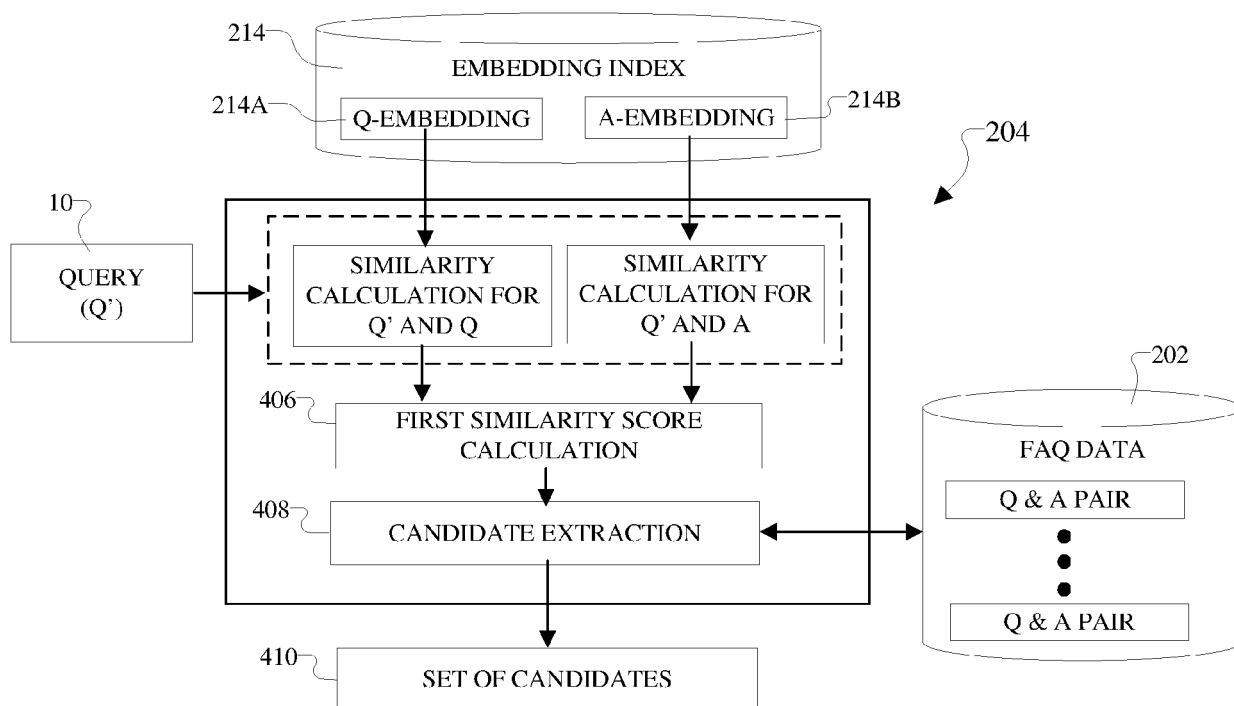 214
EMBEDDING INDEX
214A
Q-EMBEDDING
A-EMBEDDING
214B
204
10
QUERY
(Q’)
SIMILARITY
CALCULATION FOR
Q’ AND Q
SIMILARITY
CALCULATION FOR
Q’ AND A
406
FIRST SIMILARITY SCORE
CALCULATION
408
CANDIDATE EXTRACTION
410
SET OF CANDIDATES
202
FAQ DATA
Q & A PAIR
Q & A PAIR